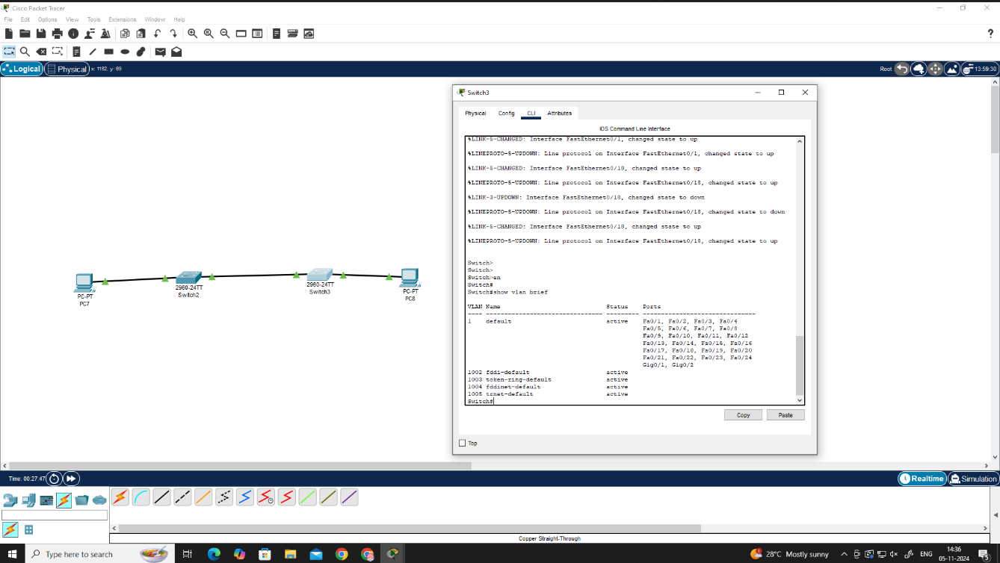 Cisco Packet Tracer
File Edit Options View Tools Extensions Window Help
?
Logical Physical x: 1162, y: 69 Root 13:59:30
Switch3
Physical Config CLI Attributes
IOS Command Line Interface
%LINK-5-CHANGED: Interface FastEthernet0/1, changed state to up
%LINEPROTO-5-UPDOWN: Line protocol on Interface FastEthernet0/1, changed state to up
%LINK-5-CHANGED: Interface FastEthernet0/18, changed state to up
%LINEPROTO-5-UPDOWN: Line protocol on Interface FastEthernet0/18, changed state to up
%LINK-3-UPDOWN: Interface FastEthernet0/18, changed state to down
%LINEPROTO-5-UPDOWN: Line protocol on Interface FastEthernet0/18, changed state to down
%LINK-5-CHANGED: Interface FastEthernet0/18, changed state to up
%LINEPROTO-5-UPDOWN: Line protocol on Interface FastEthernet0/18, changed state to up
Switch>
Switch>
Switch>en
Switch#
Switch#show vlan brief
VLAN Name Status Ports
---- -------------------------------- --------- -------------------------------
1 default active Fa0/1, Fa0/2, Fa0/3, Fa0/4
Fa0/5, Fa0/6, Fa0/7, Fa0/8
Fa0/9, Fa0/10, Fa0/11, Fa0/12
Fa0/13, Fa0/14, Fa0/15, Fa0/16
Fa0/17, Fa0/18, Fa0/19, Fa0/20
Fa0/21, Fa0/22, Fa0/23, Fa0/24
Gig0/1, Gig0/2
1002 fddi-default active
1003 token-ring-default active
1004 fddinet-default active
1005 trnet-default active
Switch#
Copy Paste
Top
PC-PT
PC7
2960-24TT
Switch2
2960-24TT
Switch3
PC-PT
PC8
Time: 00:27:47 Realtime Simulation
Copper Straight-Through
Type here to search
28°C Mostly sunny ENG
14:36
05-11-2024